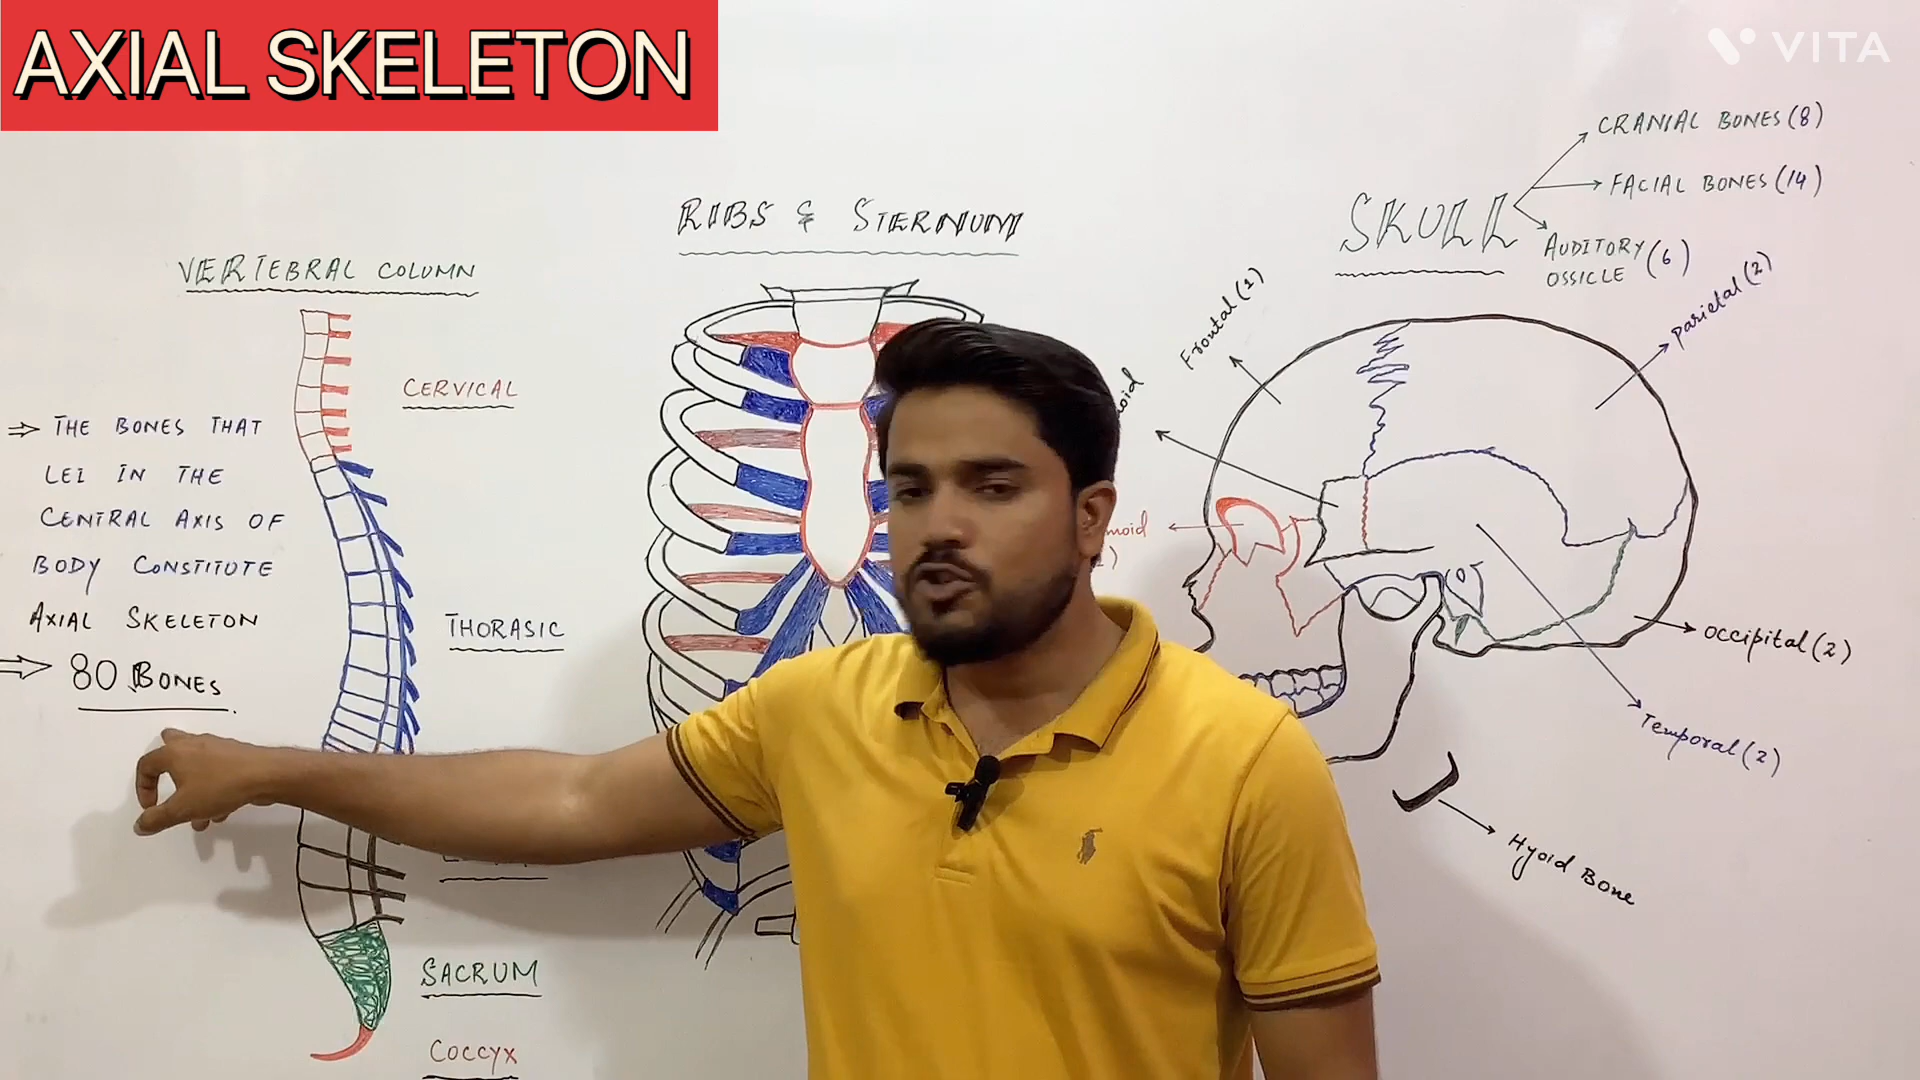 AXIAL SKELETON
VITA
⇒ THE BONES THAT
LEI IN THE
CENTRAL AXIS OF
BODY CONSTITUTE
AXIAL SKELETON
⇒ 80 BONES
VERTEBRAL COLUMN
CERVICAL
THORASIC
SACRUM
COCCYX
RIBS & STERNUM
SKULL
CRANIAL BONES (8)
FACIAL BONES (14)
AUDITORY (6)
OSSICLE
Frontal (1)
parietal (2)
occipital (2)
Temporal (2)
Hyoid Bone